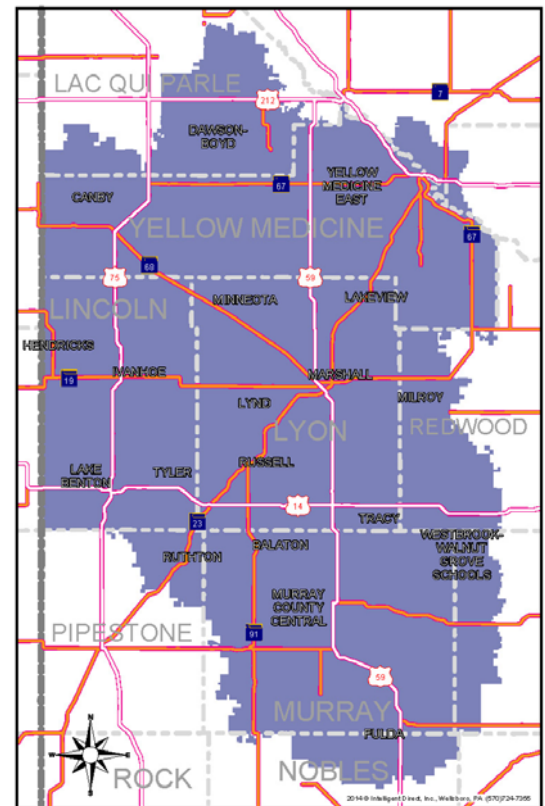 LAC QUI PARLE
212
7
DAWSON-
BOYD
YELLOW
MEDICINE
EAST
67
CANBY
YELLOW MEDICINE
67
68
75
59
MINNEOTA
LAKEVIEW
LINCOLN
HENDRICKS
IVANHOE
MARSHALL
19
LYND
MILROY
LYON
REDWOOD
RUSSELL
LAKE
BENTON
TYLER
14
TRACY
23
WESTBROOK-
WALNUT
GROVE
SCHOOLS
RUTHTON
BALATON
MURRAY
COUNTY
CENTRAL
PIPESTONE
91
59
MURRAY
FULDA
N
W
E
S
ROCK
NOBLES
2014 © Intelligent Direct, Inc., Wellsboro, PA (570)724-7355